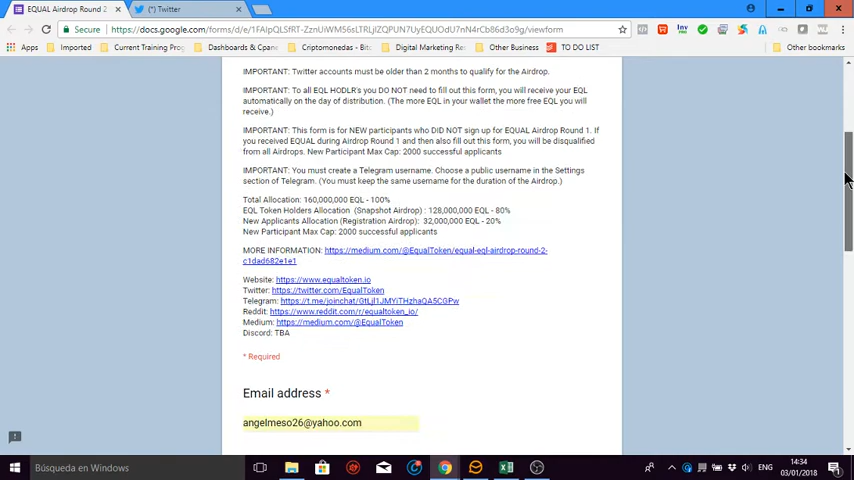 EQUAL Airdrop Round 2
(*) Twitter
Secure
https://docs.google.com/forms/d/e/1FAIpQLSfRT-ZznUiWM56sLTRLjIZQPUN7UyEQUOdU7nN4rCb86d3o9g/viewform
Apps
Imported
Current Training Prog
Dashboards & Cpane
Criptomonedas - Bi
Digital Marketing Re
Other Business
TO DO LIST
Other bookmarks
IMPORTANT: Twitter accounts must be older than 2 months to qualify for the Airdrop.
IMPORTANT: To all EQL HODLR's you DO NOT need to fill out this form, you will receive your EQL
automatically on the day of distribution. (The more EQL in your wallet the more free EQL you will
receive.)
IMPORTANT: This form is for NEW participants who DID NOT sign up for EQUAL Airdrop Round 1. If
you received EQUAL during Airdrop Round 1 and then also fill out this form, you will be disqualified
from all Airdrops. New Participant Max Cap: 2000 successful applicants
IMPORTANT: You must create a Telegram username. Choose a public username in the Settings
section of Telegram. (You must keep the same username for the duration of the Airdrop.)
Total Allocation: 160,000,000 EQL - 100%
EQL Token Holders Allocation (Snapshot Airdrop) : 128,000,000 EQL - 80%
New Applicants Allocation (Registration Airdrop): 32,000,000 EQL - 20%
New Participant Max Cap: 2000 successful applicants
MORE INFORMATION: https://medium.com/@EqualToken/equal-eql-airdrop-round-2-
c1dad682e1e1
Website: https://www.equaltoken.io
Twitter: https://twitter.com/EqualToken
Telegram: https://t.me/joinchat/GtLjl1JMYiTHzhaQA5CGPw
Reddit: https://www.reddit.com/r/equaltoken_io/
Medium: https://medium.com/@EqualToken
Discord: TBA
* Required
Email address *
angelmeso26@yahoo.com
Búsqueda en Windows
ENG
14:34
03/01/2018